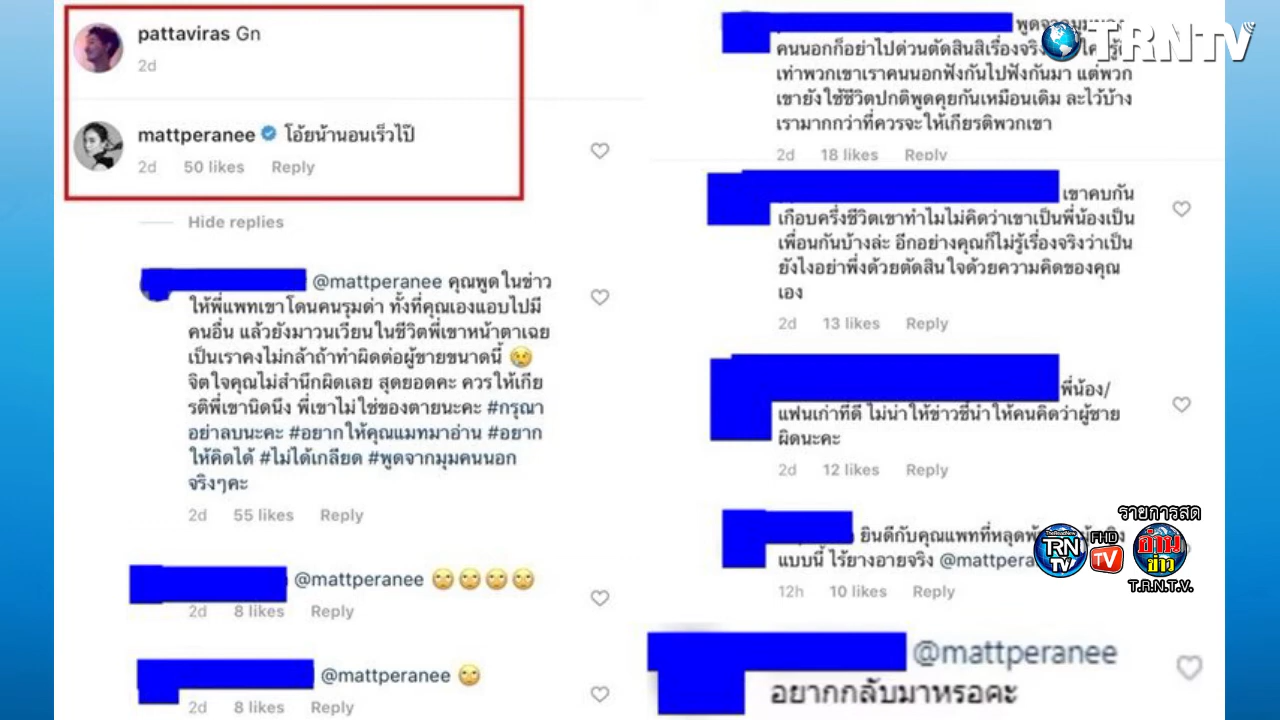 pattaviras Gn
2d
mattperanee โอ้ยน้านอนเร็วไป๊
2d 50 likes Reply
Hide replies
@mattperanee คุณพูดในข่าว
ให้พี่แพทเขาโดนคนรุมด่า ทั้งที่คุณเองแอบไปมี
คนอื่น แล้วยังมาวนเวียนในชีวิตพี่เขาหน้าตาเฉย
เป็นเราคงไม่กล้าถ้าทำผิดต่อผู้ชายขนาดนี้ 😢
จิตใจคุณไม่สำนึกผิดเลย สุดยอดคะ ควรให้เกีย
รติพี่เขานิดนึง พี่เขาไม่ใช่ของตายนะคะ #กรุณา
อย่าลบนะคะ #อยากให้คุณแมทมาอ่าน #อยาก
ให้คิดได้ #ไม่ได้เกลียด #พูดจากมุมคนนอก
จริงๆคะ
2d 55 likes Reply
@mattperanee 🙄🙄🙄🙄
2d 8 likes Reply
@mattperanee 🙄
2d 8 likes Reply
คนนอกก็อย่าไปด่วนตัดสินสิเรื่องจริง
เท่าพวกเขาเราคนนอกฟังกันไปฟังกันมา แต่พวก
เขายังใช้ชีวิตปกติพูดคุยกันเหมือนเดิม ละไว้บ้าง
เรามากกว่าที่ควรจะให้เกียรติพวกเขา
2d 18 likes Reply
เขาคบกัน
เกือบครึ่งชีวิตเขาทำไมไม่คิดว่าเขาเป็นพี่น้องเป็น
เพื่อนกันบ้างล่ะ อีกอย่างคุณก็ไม่รู้เรื่องจริงว่าเป็น
ยังไงอย่าพึ่งด้วยตัดสินใจด้วยความคิดของคุณ
เอง
2d 13 likes Reply
พี่น้อง/
แฟนเก่าที่ดี ไม่น่าให้ข่าวชี้นำให้คนคิดว่าผู้ชาย
ผิดนะคะ
2d 12 likes Reply
ยินดีกับคุณแพทที่หลุด
แบบนี้ ไร้ยางอายจริง @mattpera
12h 10 likes Reply
@mattperanee
อยากกลับมาหรอคะ
TRNTV
รายการสด
TRN TV
FHD TV
อ่านข่าว
T.R.N.T.V.